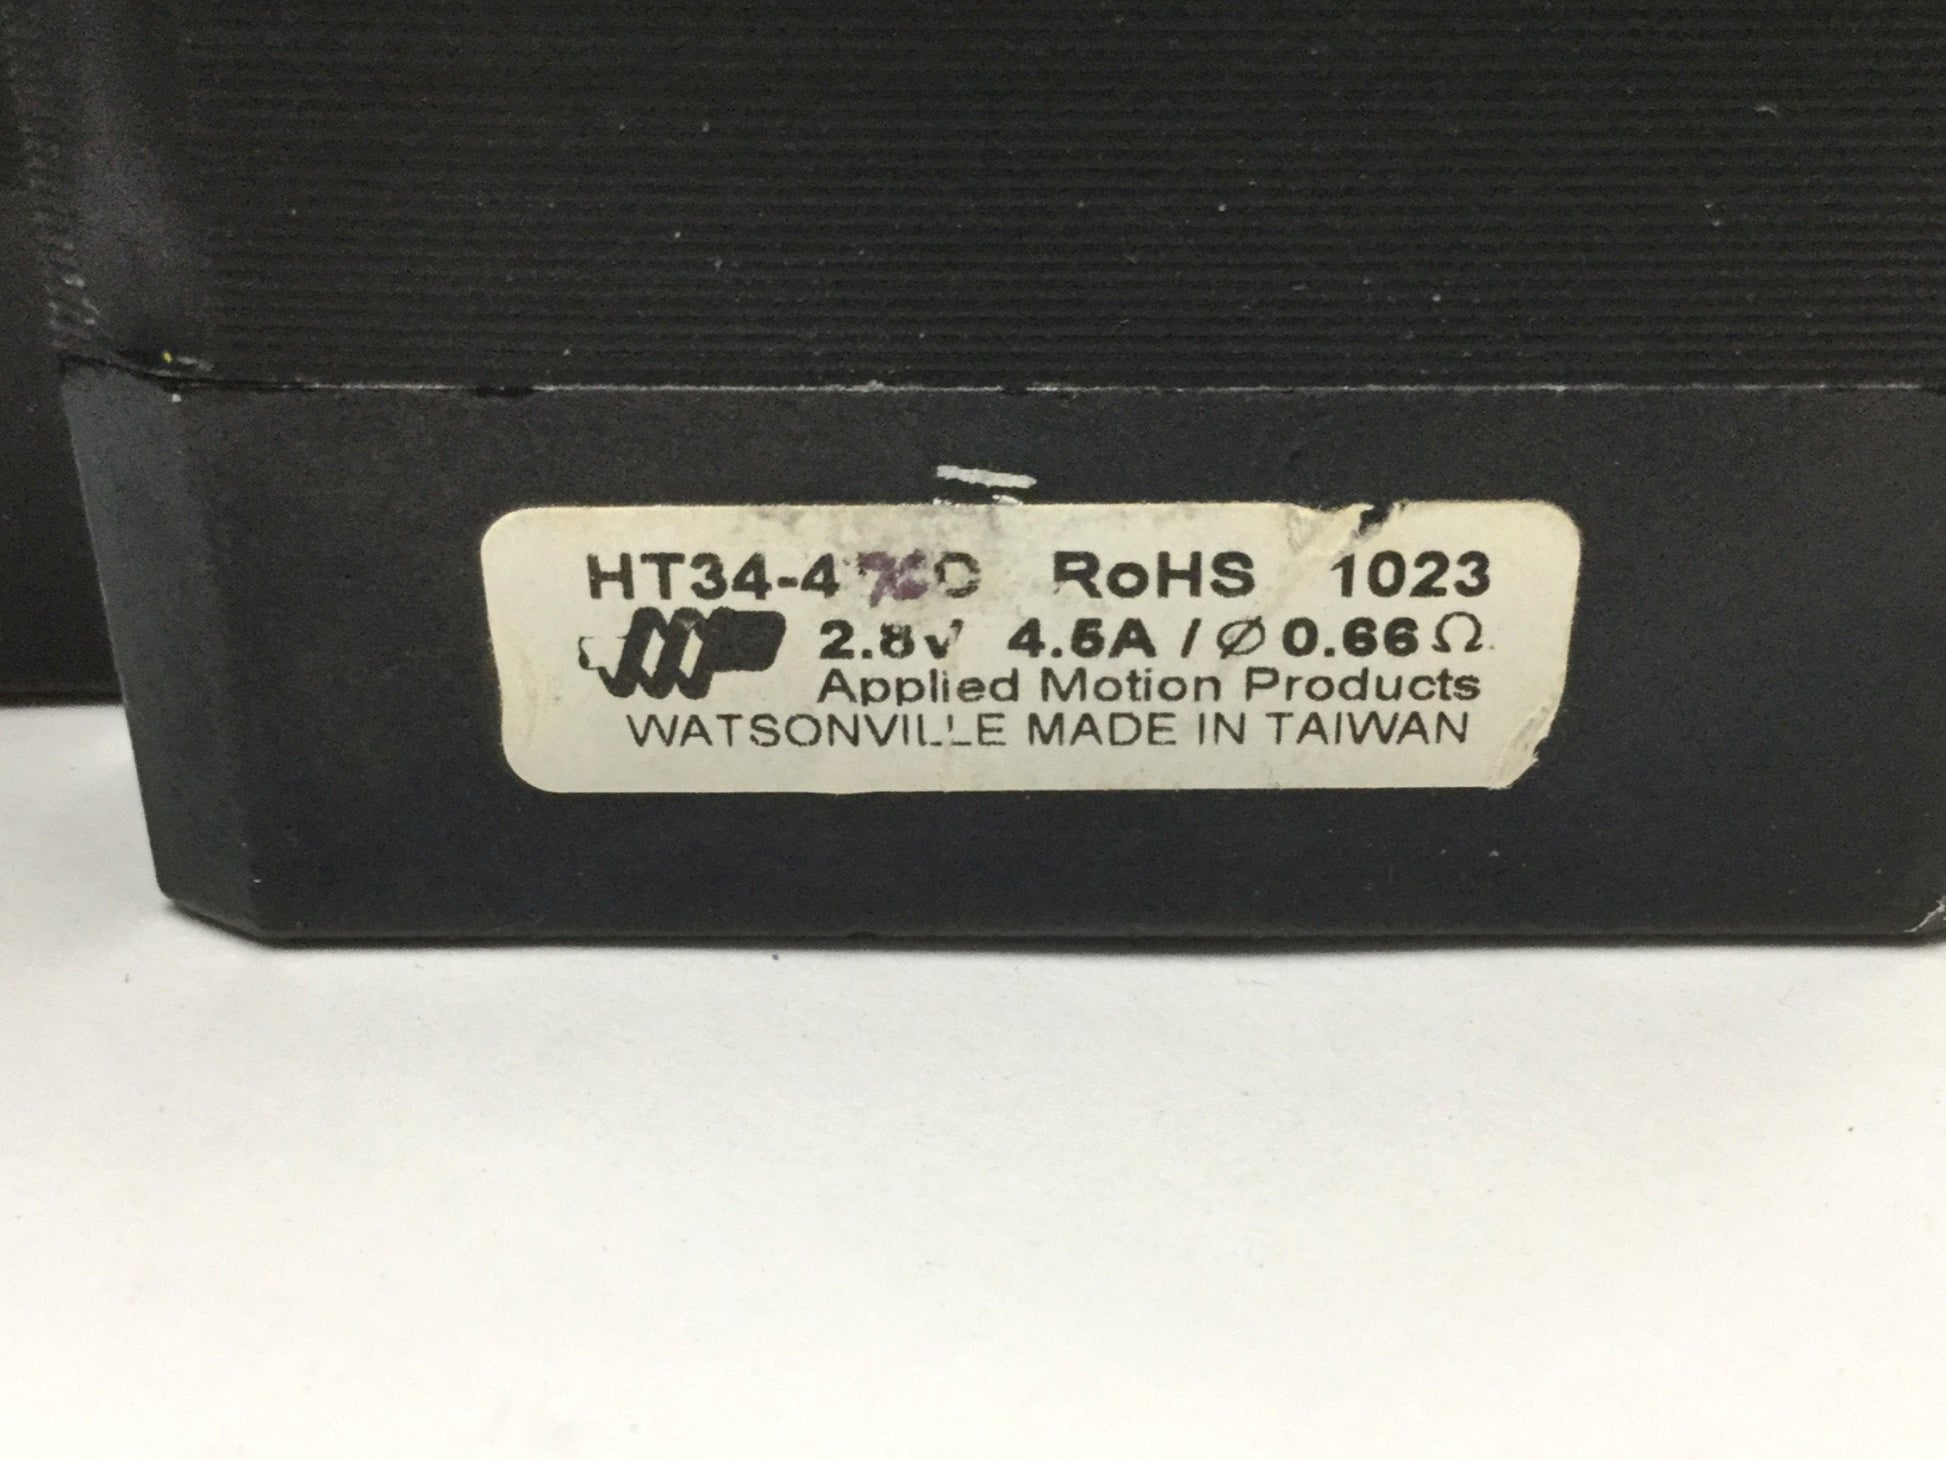 RoHS 1023
2.8V 4.5A / Ø 0.66 Ω
Applied Motion Products
WATSONVILLE MADE IN TAIWAN